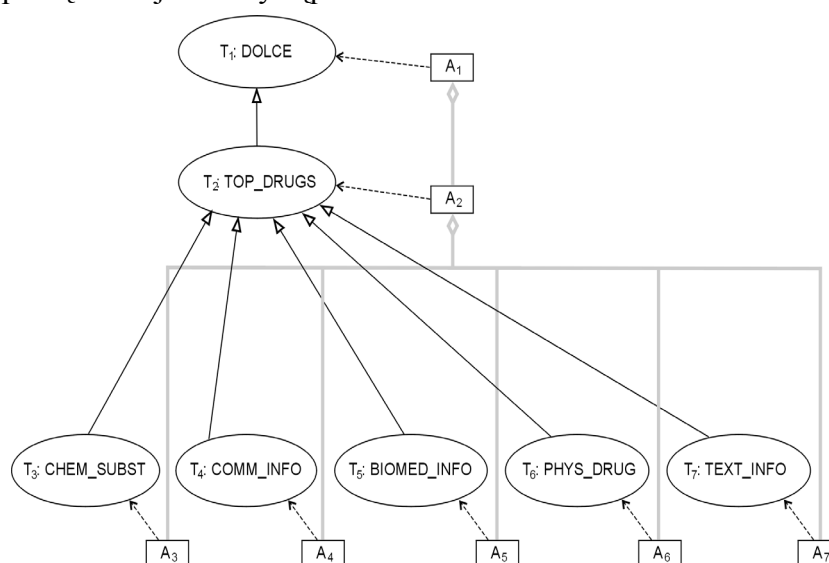 T1: DOLCE
A1
T2: TOP_DRUGS
A2
T3: CHEM_SUBST
T4: COMM_INFO
T5: BIOMED_INFO
T6: PHYS_DRUG
T7: TEXT_INFO
A3
A4
A5
A6
A7